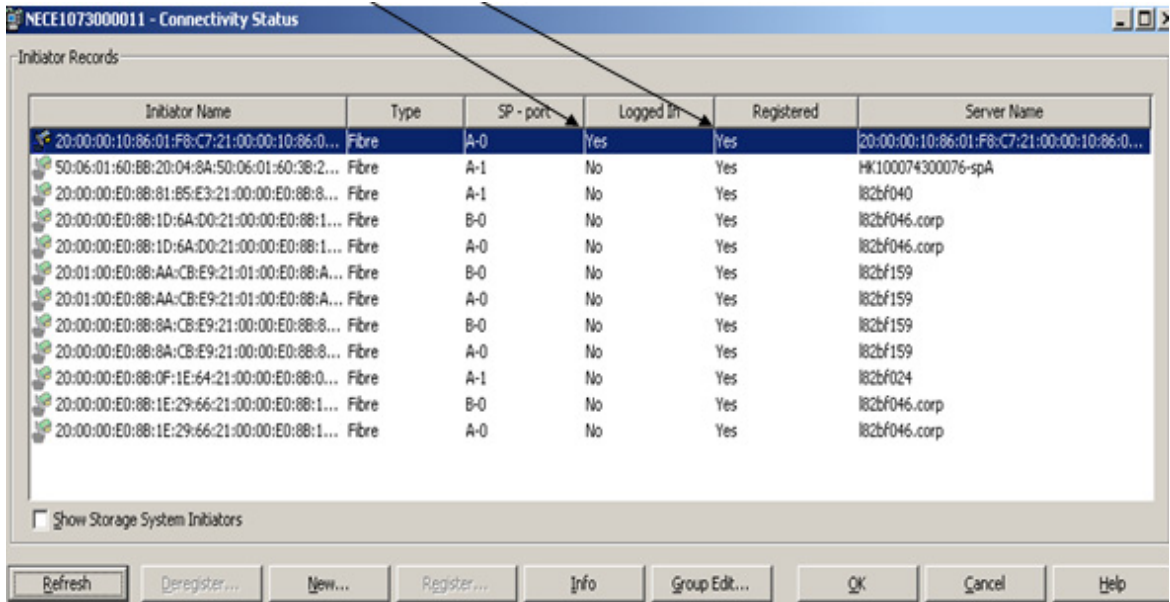 NECE1073000011 - Connectivity Status
Initiator Records
Initiator Name Type SP - port Logged In Registered Server Name
20:00:00:10:86:01:F8:C7:21:00:00:10:86:0... Fibre A-0 Yes Yes 20:00:00:10:86:01:F8:C7:21:00:00:10:86:0...
50:06:01:60:BB:20:04:8A:50:06:01:60:3B:2... Fibre A-1 No Yes HK100074300076-spA
20:00:00:E0:8B:81:B5:E3:21:00:00:E0:8B:8... Fibre A-1 No Yes l82bf040
20:00:00:E0:8B:1D:6A:D0:21:00:00:E0:8B:1... Fibre B-0 No Yes l82bf046.corp
20:00:00:E0:8B:1D:6A:D0:21:00:00:E0:8B:1... Fibre A-0 No Yes l82bf046.corp
20:01:00:E0:8B:AA:CB:E9:21:01:00:E0:8B:A... Fibre B-0 No Yes l82bf159
20:01:00:E0:8B:AA:CB:E9:21:01:00:E0:8B:A... Fibre A-0 No Yes l82bf159
20:00:00:E0:8B:8A:CB:E9:21:00:00:E0:8B:8... Fibre B-0 No Yes l82bf159
20:00:00:E0:8B:8A:CB:E9:21:00:00:E0:8B:8... Fibre A-0 No Yes l82bf159
20:00:00:E0:8B:0F:1E:64:21:00:00:E0:8B:0... Fibre A-1 No Yes l82bf024
20:00:00:E0:8B:1E:29:66:21:00:00:E0:8B:1... Fibre B-0 No Yes l82bf046.corp
20:00:00:E0:8B:1E:29:66:21:00:00:E0:8B:1... Fibre A-0 No Yes l82bf046.corp
Show Storage System Initiators
Refresh Deregister... New... Register... Info Group Edit... OK Cancel Help